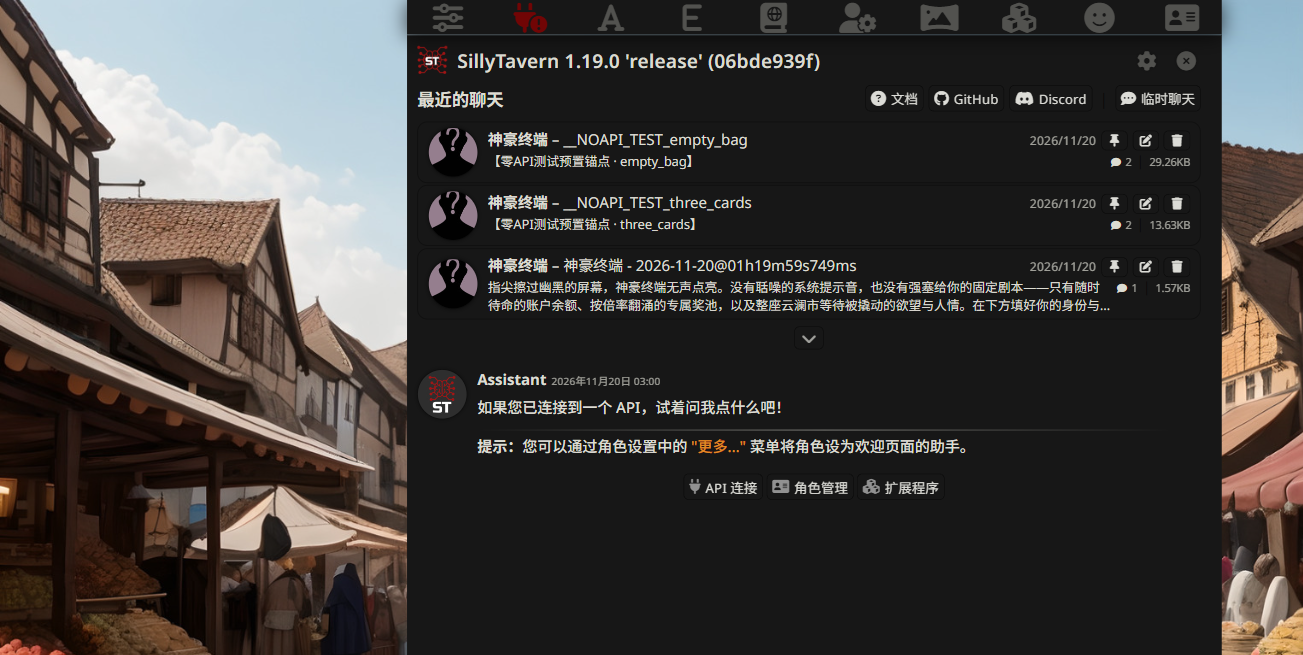 A
E
ST
SillyTavern 1.19.0 'release' (06bde939f)
最近的聊天
文档
GitHub
Discord
临时聊天
神豪终端 – __NOAPI_TEST_empty_bag
2026/11/20
【零API测试预置锚点 · empty_bag】
2
29.26KB
神豪终端 – __NOAPI_TEST_three_cards
2026/11/20
【零API测试预置锚点 · three_cards】
2
13.63KB
神豪终端 – 神豪终端 - 2026-11-20@01h19m59s749ms
2026/11/20
指尖擦过幽黑的屏幕，神豪终端无声点亮。没有聒噪的系统提示音，也没有强塞给你的固定剧本——只有随时
1
1.57KB
待命的账户余额、按倍率翻涌的专属奖池，以及整座云澜市等待被撬动的欲望与人情。在下方填好你的身份与...
ST
Assistant 2026年11月20日 03:00
如果您已连接到一个 API，试着问我点什么吧！
提示：您可以通过角色设置中的 "更多..." 菜单将角色设为欢迎页面的助手。
API 连接
角色管理
扩展程序